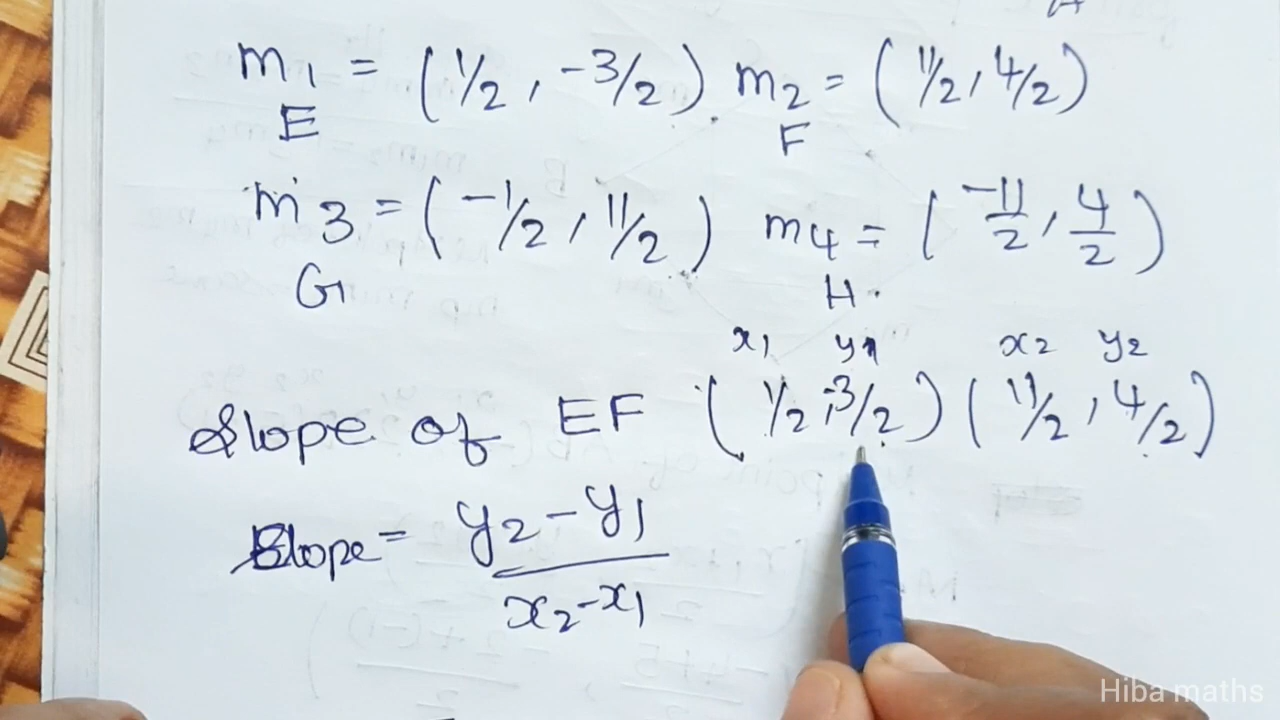 m1 = (1/2, -3/2) m2 = (11/2, 4/2)
E F
m3 = (-1/2, 11/2) m4 = (-11/2, 4/2)
G H
x1 y1 x2 y2
Slope of EF (1/2, -3/2) (11/2, 4/2)
Slope = y2-y1/x2-x1
Hiba maths